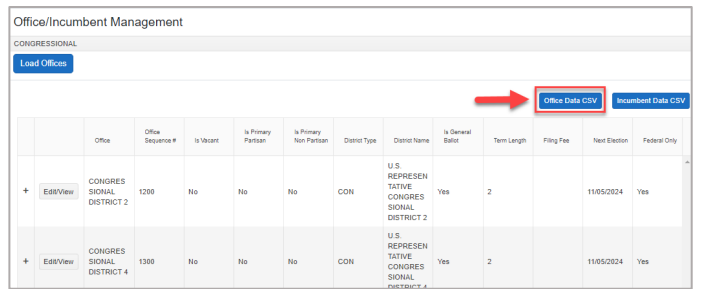 Office/Incumbent Management
CONGRESSIONAL
Load Offices
Office Data CSV
Incumbent Data CSV
Office
Office Sequence #
Is Vacant
Is Primary Partisan
Is Primary Non Partisan
District Type
District Name
Is General Ballot
Term Length
Filing Fee
Next Election
Federal Only
+
Edit/View
CONGRES
SIONAL
DISTRICT 2
1200
No
No
No
CON
U.S.
REPRESEN
TATIVE
CONGRES
SIONAL
DISTRICT 2
Yes
2
11/05/2024
Yes
+
Edit/View
CONGRES
SIONAL
DISTRICT 4
1300
No
No
No
CON
U.S.
REPRESEN
TATIVE
CONGRES
SIONAL
DISTRICT 4
Yes
2
11/05/2024
Yes